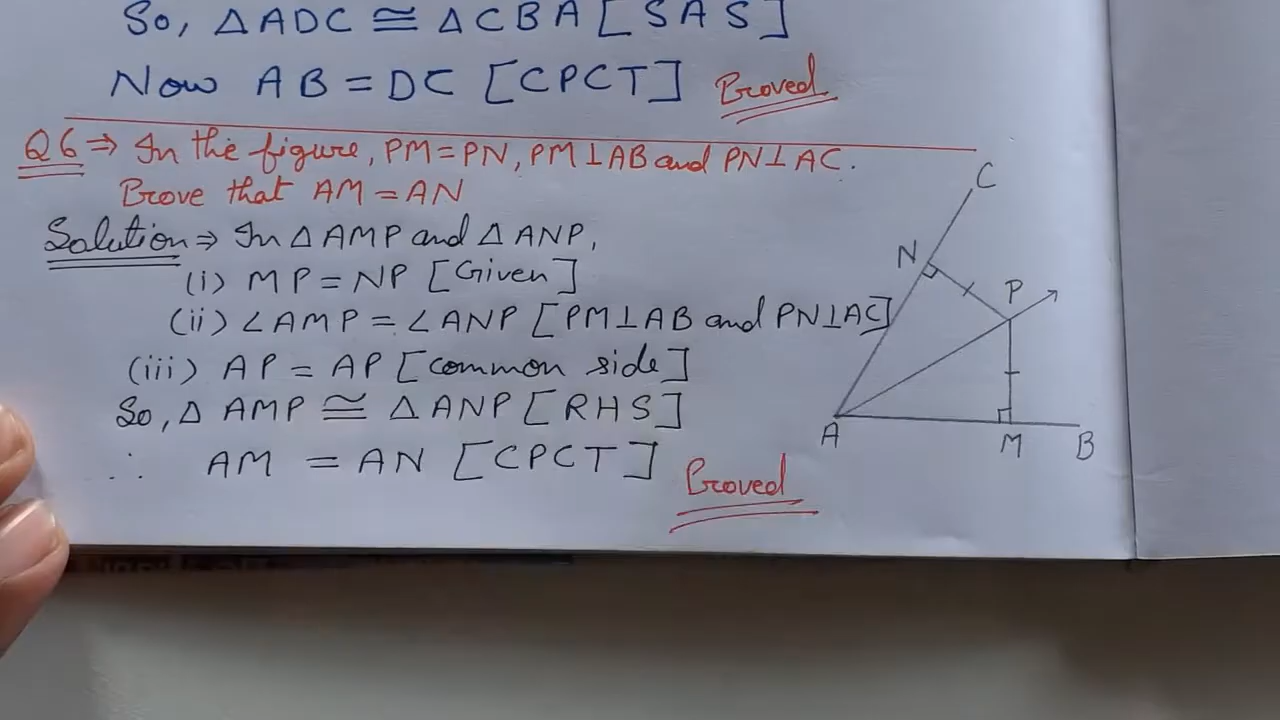 So, △ADC ≅ △CBA [SAS]
Now AB = DC [CPCT] Proved
Q6 ⇒ In the figure, PM = PN, PM ⊥ AB and PN ⊥ AC.
Prove that AM = AN
Solution ⇒ In △AMP and △ANP,
(i) MP = NP [Given]
(ii) ∠AMP = ∠ANP [PM ⊥ AB and PN ⊥ AC]
(iii) AP = AP [common side]
So, △AMP ≅ △ANP [RHS]
∴ AM = AN [CPCT] Proved
C
N
P
A
M
B